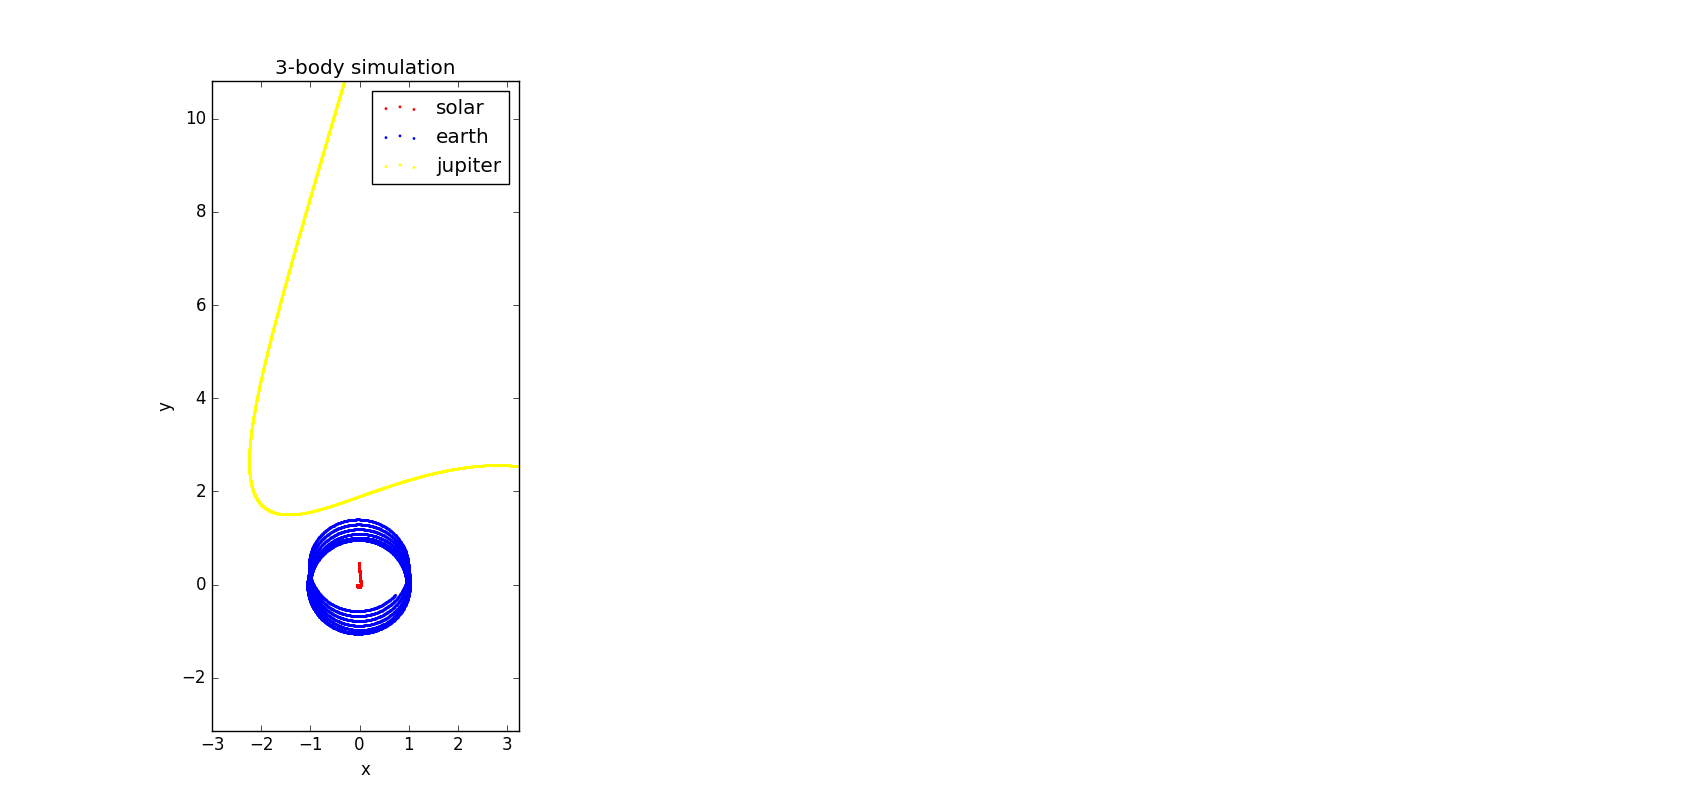 3-body simulation
solar
earth
jupiter
10
8
6
4
2
0
−2
y
−3 −2 −1 0 1 2 3
x